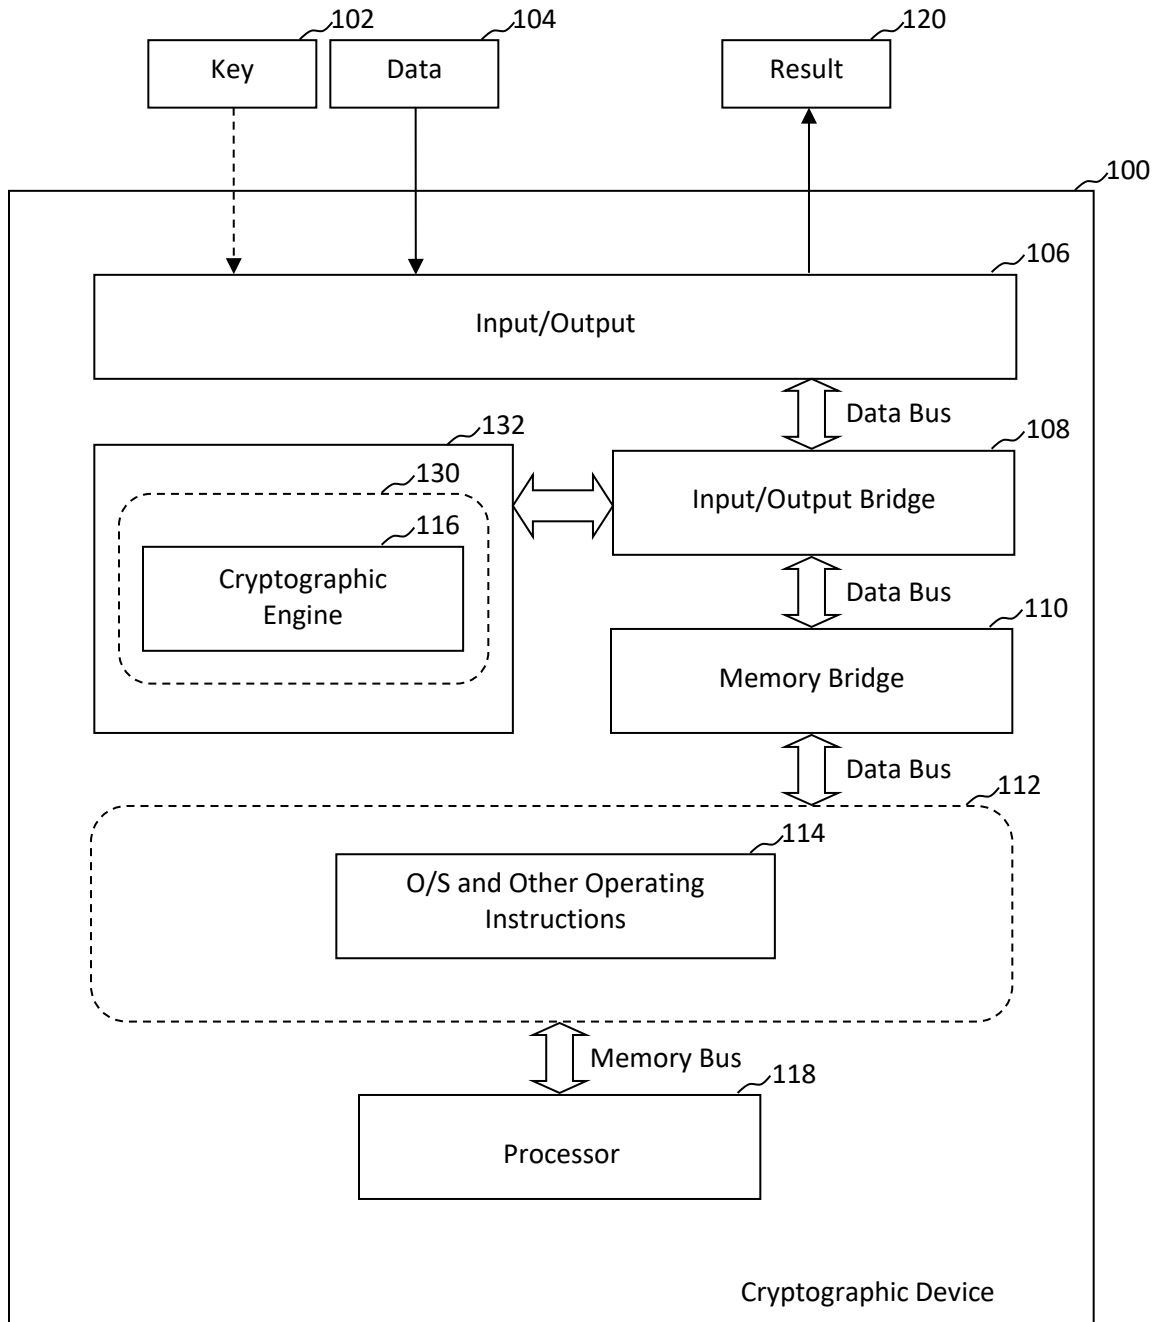 102
104
120
Key
Data
Result
100
106
Input/Output
Data Bus
132
108
130
Input/Output Bridge
116
Cryptographic
Engine
Data Bus
110
Memory Bridge
Data Bus
112
114
O/S and Other Operating
Instructions
Memory Bus
118
Processor
Cryptographic Device